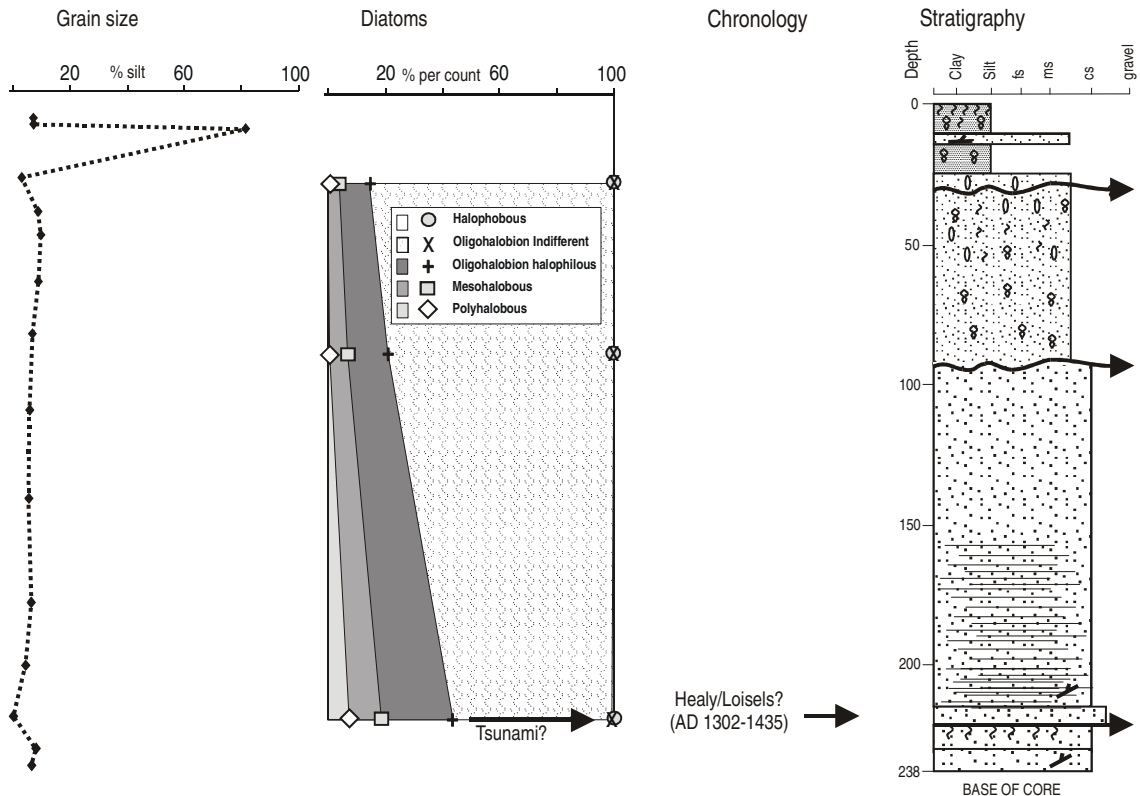 Grain size
Diatoms
Chronology
Stratigraphy
20 % silt 60 100
20 % per count 60 100
Depth
Clay
Silt
fs
ms
cs
gravel
0
Halophobous
Oligohalobion Indifferent
Oligohalobion halophilous
Mesohalobous
Polyhalobous
50
100
150
200
Healy/Loisels?
(AD 1302-1435)
Tsunami?
238
BASE OF CORE